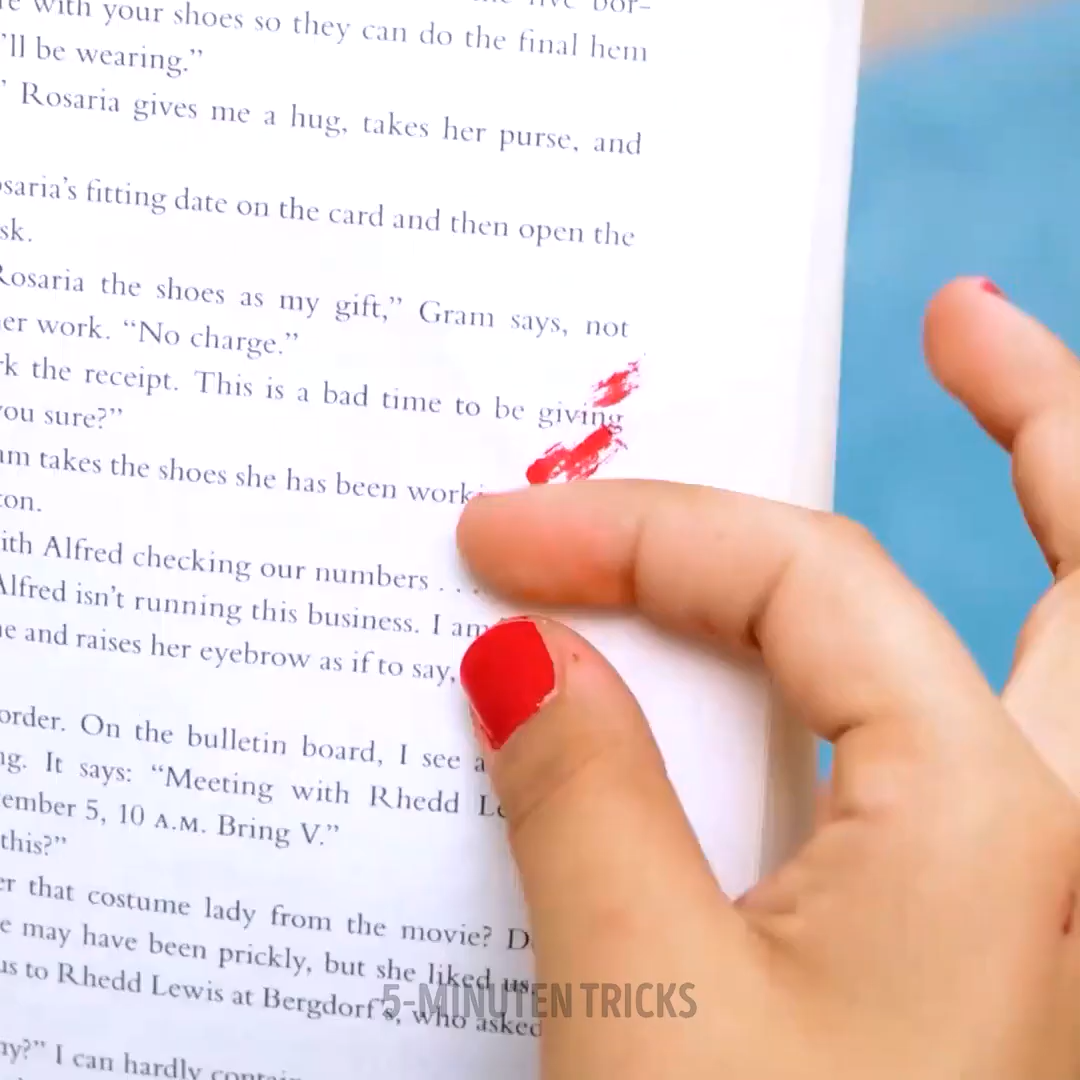 with your shoes so they can do the final hem
'll be wearing.”
” Rosaria gives me a hug, takes her purse, and
osaria’s fitting date on the card and then open the
sk.
Rosaria the shoes as my gift,” Gram says, not
er work. “No charge.”
rk the receipt. This is a bad time to be giving
you sure?”
am takes the shoes she has been work
ton.
ith Alfred checking our numbers . . .
Alfred isn’t running this business. I am
e and raises her eyebrow as if to say,
order. On the bulletin board, I see a
ng. It says: “Meeting with Rhedd Le
ember 5, 10 A.M. Bring V.”
this?”
er that costume lady from the movie? D
e may have been prickly, but she liked us.
us to Rhedd Lewis at Bergdorf’s, who asked
5-MINUTEN TRICKS
ny?” I can hardly